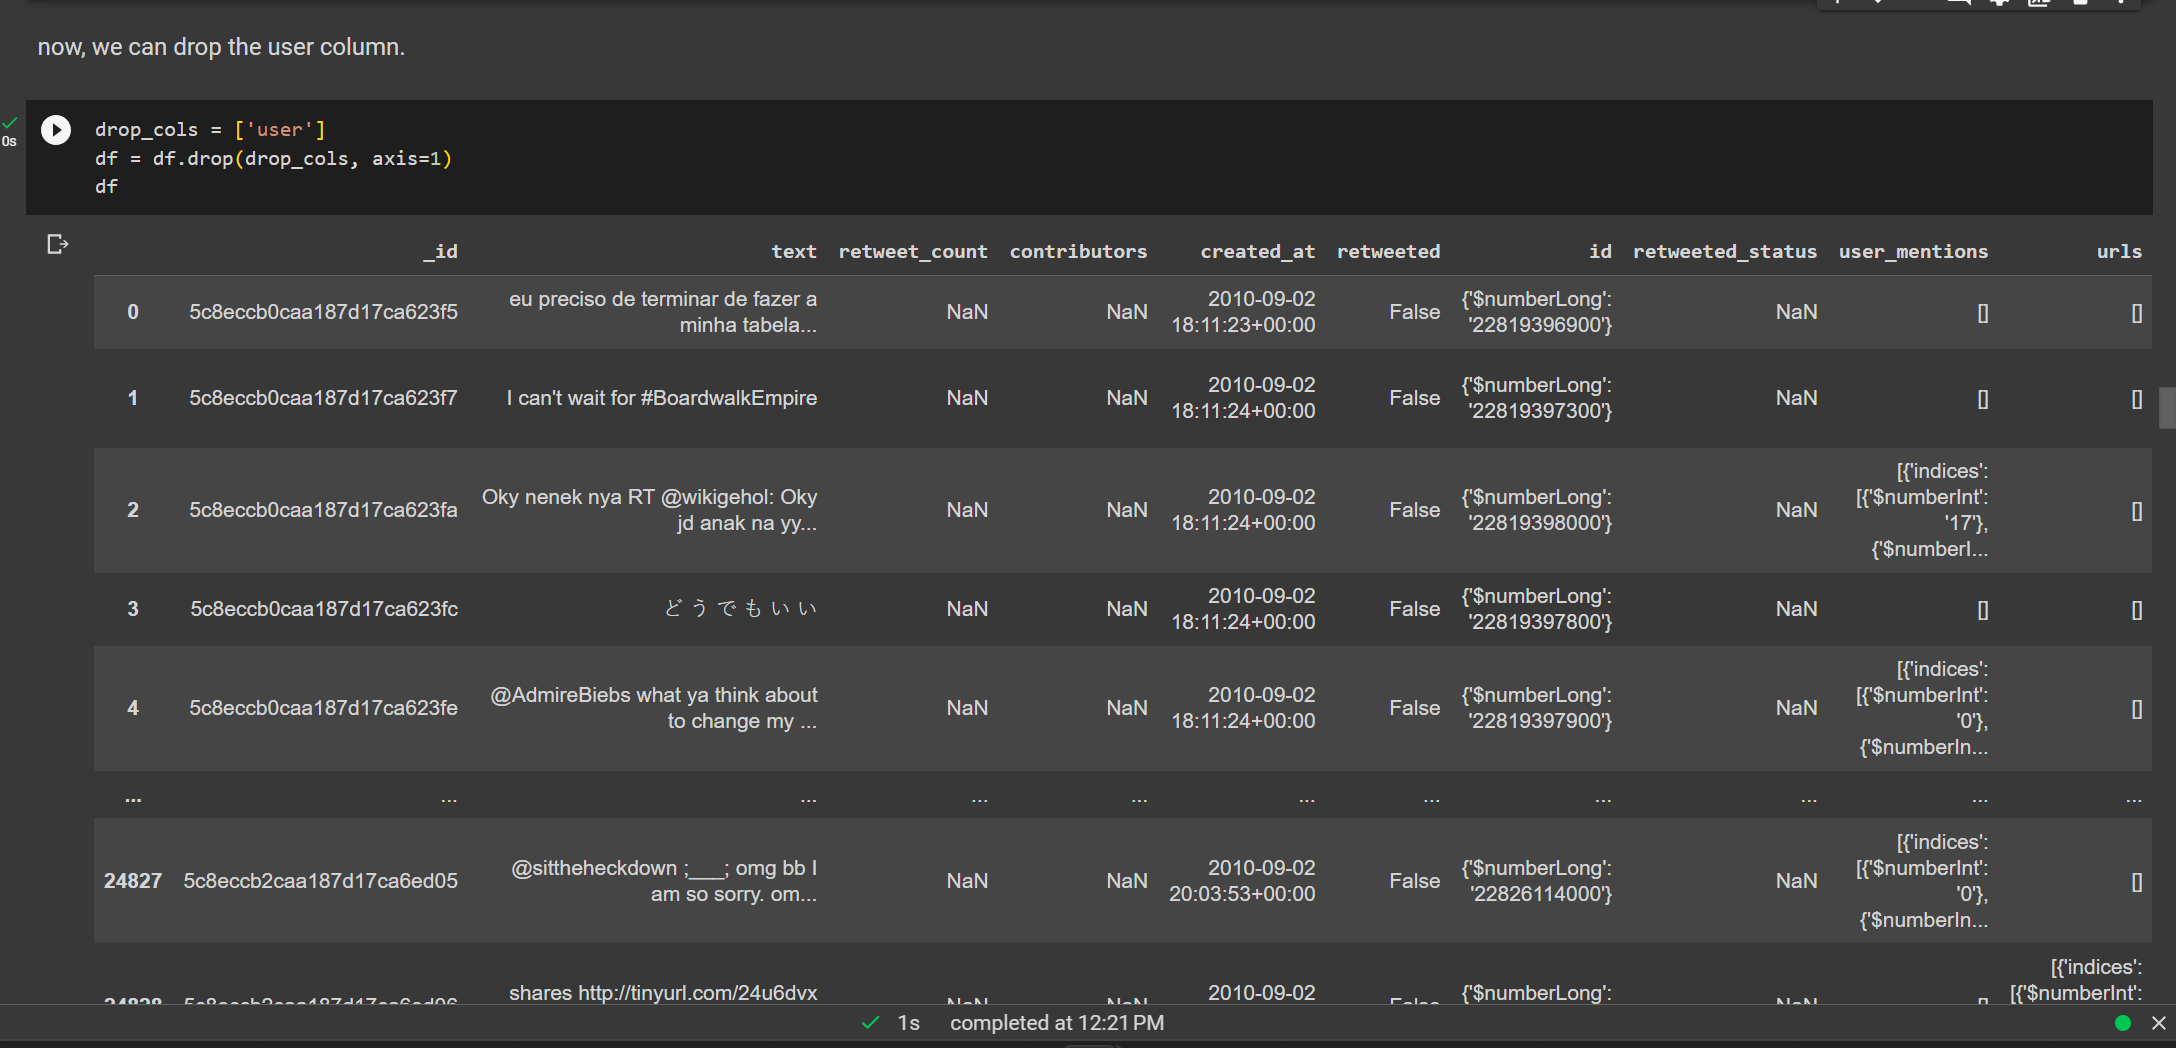 now, we can drop the user column.
0s
drop_cols = ['user']
df = df.drop(drop_cols, axis=1)
df
_id text retweet_count contributors created_at retweeted id retweeted_status user_mentions urls
0 5c8eccb0caa187d17ca623f5 eu preciso de terminar de fazer a minha tabela... NaN NaN 2010-09-02 18:11:23+00:00 False {'$numberLong': '22819396900'} NaN [] []
1 5c8eccb0caa187d17ca623f7 I can't wait for #BoardwalkEmpire NaN NaN 2010-09-02 18:11:24+00:00 False {'$numberLong': '22819397300'} NaN [] []
2 5c8eccb0caa187d17ca623fa Oky nenek nya RT @wikigehol: Oky jd anak na yy... NaN NaN 2010-09-02 18:11:24+00:00 False {'$numberLong': '22819398000'} NaN [{'indices': [{'$numberInt': '17'}, {'$numberI... []
3 5c8eccb0caa187d17ca623fc どうでもいい NaN NaN 2010-09-02 18:11:24+00:00 False {'$numberLong': '22819397800'} NaN [] []
4 5c8eccb0caa187d17ca623fe @AdmireBiebs what ya think about to change my ... NaN NaN 2010-09-02 18:11:24+00:00 False {'$numberLong': '22819397900'} NaN [{'indices': [{'$numberInt': '0'}, {'$numberIn... []
... ... ... ... ... ... ... ... ... ... ...
24827 5c8eccb2caa187d17ca6ed05 @sittheheckdown ;___; omg bb I am so sorry. om... NaN NaN 2010-09-02 20:03:53+00:00 False {'$numberLong': '22826114000'} NaN [{'indices': [{'$numberInt': '0'}, {'$numberIn... []
24828 shares http://tinyurl.com/24u6dvx NaN NaN 2010-09-02 False {'$numberLong': NaN [] [{'indices': [{'$numberInt':
1s completed at 12:21 PM